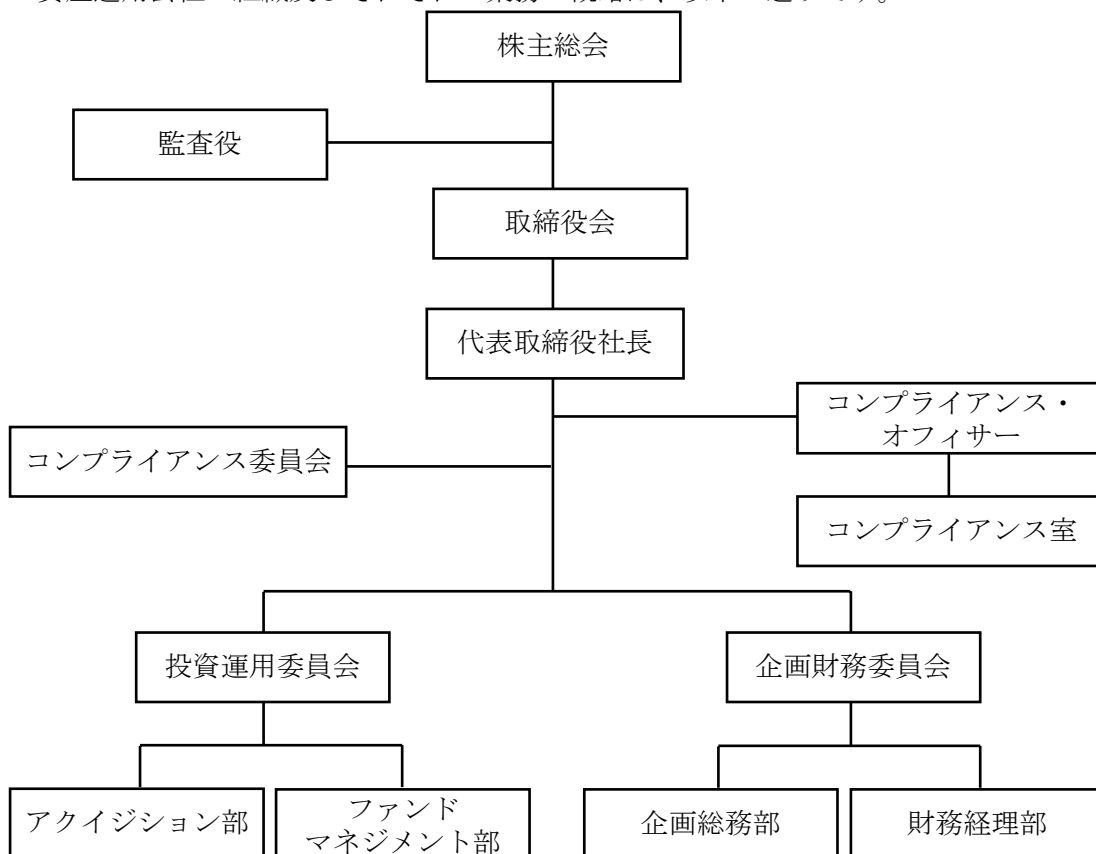 株主総会
監査役
取締役会
代表取締役社長
コンプライアンス・
オフィサー
コンプライアンス委員会
コンプライアンス室
投資運用委員会
企画財務委員会
アクイジション部
ファンド
マネジメント部
企画総務部
財務経理部